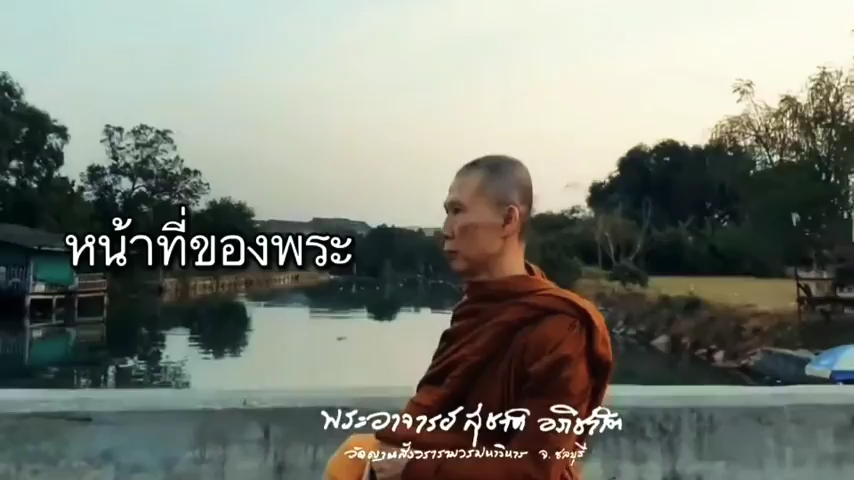 หน้าที่ของพระ
พระอาจารย์ สุชาติ อภิชาโต
วัดญาณสังวรารามวรมหาวิหาร จ.ชลบุรี